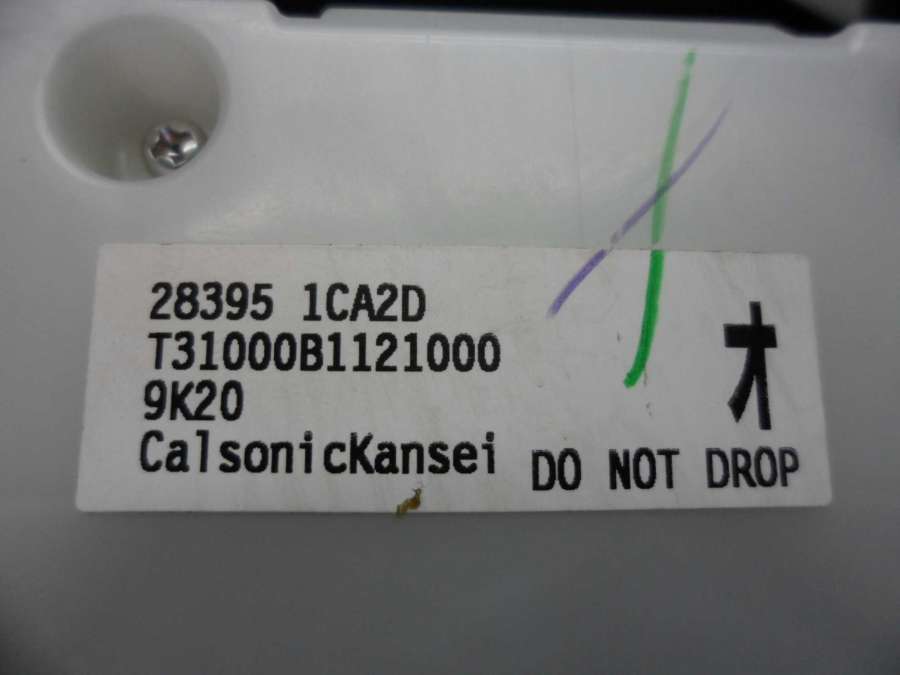 28395 1CA2D
T31000B1121000
9K20
CalsonicKansei
DO NOT DROP
オ